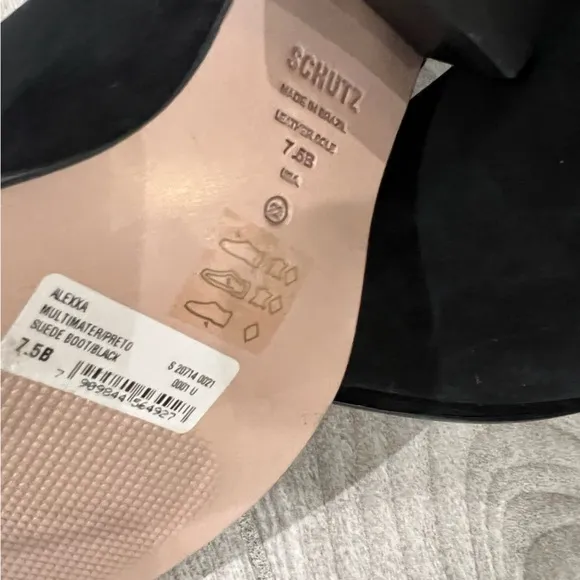 SCHUTZ
MADE IN BRAZIL
LEATHER SOLE
7.5B
USA
ALEXXA
MULTIMATER/PRETO
SUEDE BOOT/BLACK
7.5B
S 20714 0021
0001 U
7 909844 564927